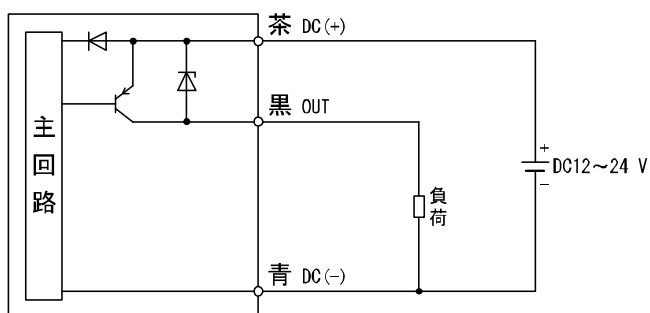 茶 DC(+)
黒 OUT
主回路
+
DC12～24 V
−
負荷
青 DC(−)